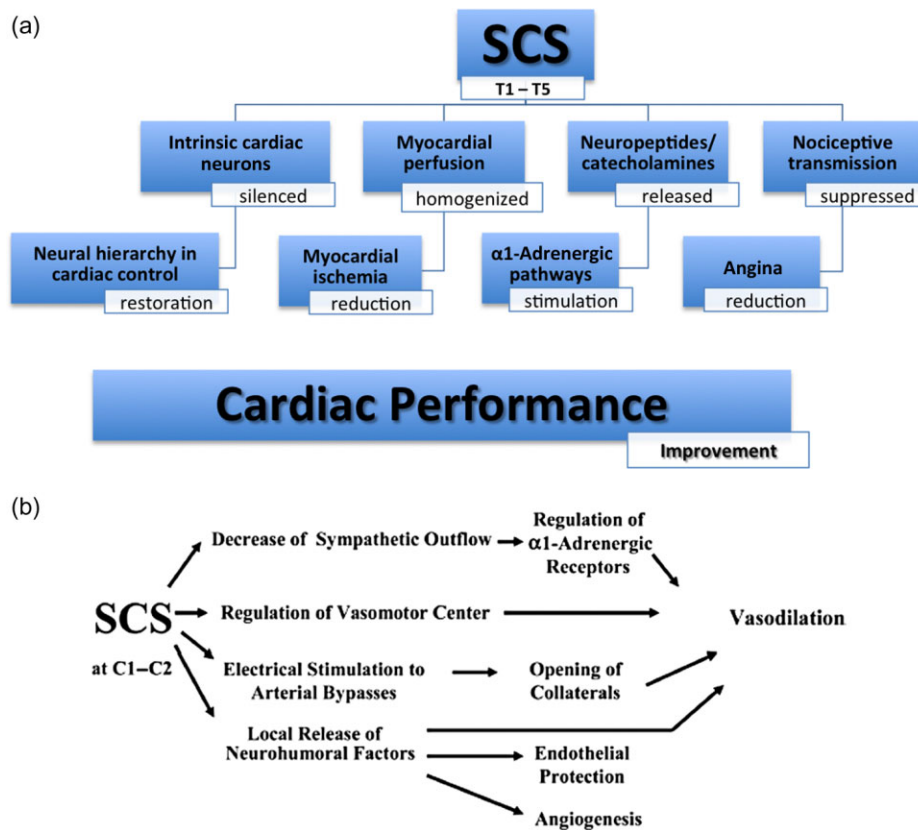 (a)
SCS
T1 – T5
Intrinsic cardiac
neurons
silenced
Myocardial
perfusion
homogenized
Neuropeptides/
catecholamines
released
Nociceptive
transmission
suppressed
Neural hierarchy in
cardiac control
restoration
Myocardial
ischemia
reduction
α1-Adrenergic
pathways
stimulation
Angina
reduction
Cardiac Performance
Improvement
(b)
SCS
at C1–C2
Decrease of Sympathetic Outflow
Regulation of
α1-Adrenergic
Receptors
Regulation of Vasomotor Center
Vasodilation
Electrical Stimulation to
Arterial Bypasses
Opening of
Collaterals
Local Release of
Neurohumoral Factors
Endothelial
Protection
Angiogenesis